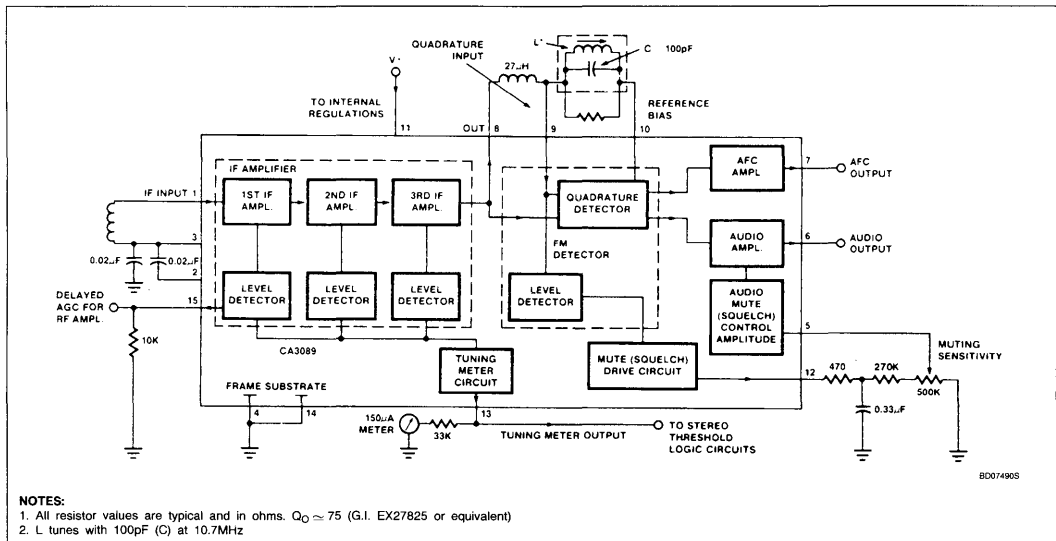 L*
C 100pF
QUADRATURE
INPUT
27μH
V+
TO INTERNAL
REGULATIONS
11
OUT 8
9
REFERENCE
BIAS
10
IF AMPLIFIER
IF INPUT 1
1ST IF
AMPL.
2ND IF
AMPL
3RD IF
AMPL.
QUADRATURE
DETECTOR
AFC
AMPL
7
AFC
OUTPUT
3
FM
DETECTOR
AUDIO
AMPL.
6
AUDIO
OUTPUT
0.02μF
0.02μF
2
LEVEL
DETECTOR
LEVEL
DETECTOR
LEVEL
DETECTOR
LEVEL
DETECTOR
AUDIO
MUTE
(SQUELCH)
CONTROL
AMPLITUDE
DELAYED
AGC FOR
RF AMPL.
15
5
10K
CA3089
TUNING
METER
CIRCUIT
MUTE (SQUELCH)
DRIVE CIRCUIT
MUTING
SENSITIVITY
12
470
270K
500K
0.33μF
FRAME SUBSTRATE
4
14
150μA
METER
33K
13
TUNING METER OUTPUT
TO STEREO
THRESHOLD
LOGIC CIRCUITS
BD07490S
NOTES:
1. All resistor values are typical and in ohms. QO ≃ 75 (G.I. EX27825 or equivalent)
2. L tunes with 100pF (C) at 10.7MHz